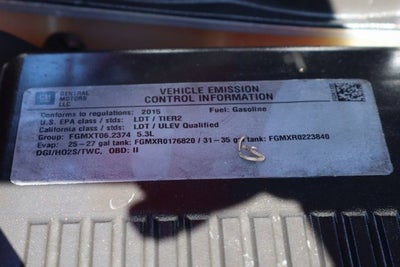 GENERAL
MOTORS
LLC
VEHICLE EMISSION
CONTROL INFORMATION
Conforms to regulations: 2015 Fuel: Gasoline
U.S. EPA class / stds: LDT / TIER2
California class / stds: LDT / ULEV Qualified
Group: FGMXT06.2374 5.3L
Evap: 25-27 gal tank: FGMXR0176820 / 31-35 gal tank: FGMXR0223840
DGI/HO2S/TWC, OBD: II